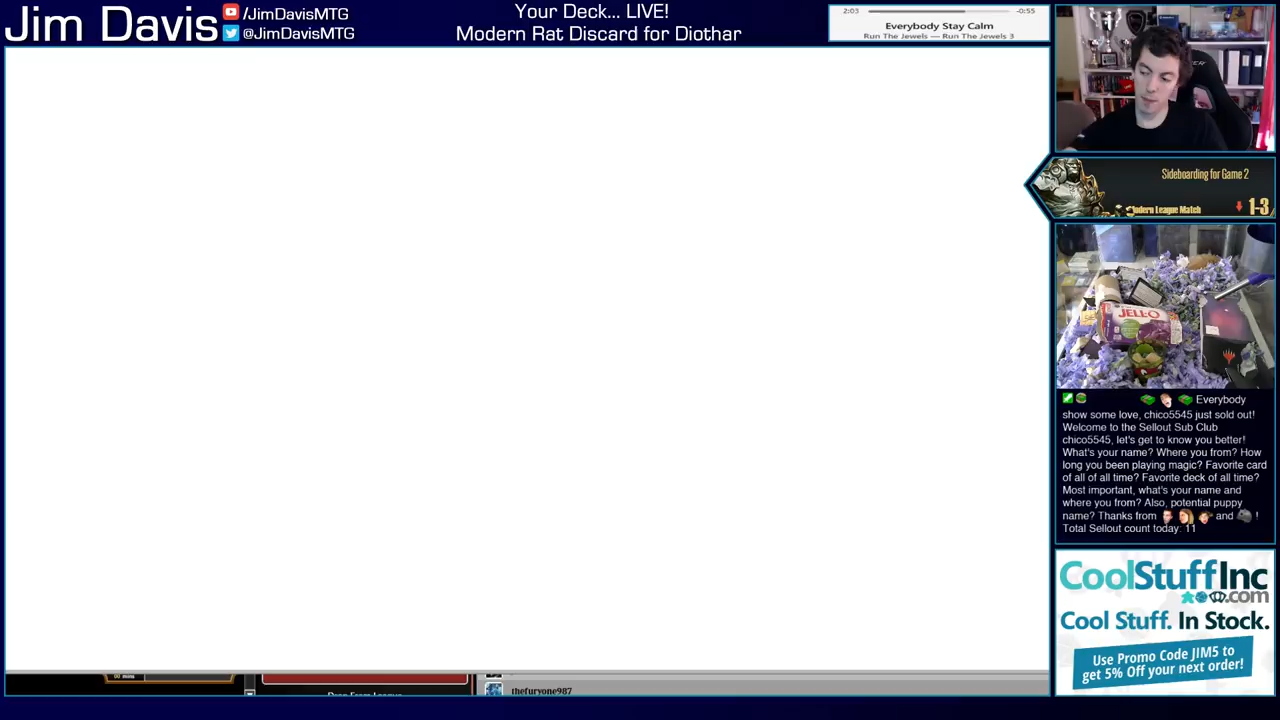 Jim Davis
/JimDavisMTG
@JimDavisMTG
Your Deck... LIVE!
Modern Rat Discard for Diothar
2:03
-0:55
Everybody Stay Calm
Run The Jewels — Run The Jewels 3
Sideboarding for Game 2
Modern League Match
1-3
JELL-O
Everybody
show some love, chico5545 just sold out!
Welcome to the Sellout Sub Club
chico5545, let's get to know you better!
What's your name? Where you from? How
long you been playing magic? Favorite card
of all of all time? Favorite deck of all time?
Most important, what's your name and
where you from? Also, potential puppy
name? Thanks from and !
Total Sellout count today: 11
CoolStuffInc
.com
Cool Stuff. In Stock.
Use Promo Code JIM5 to
get 5% Off your next order!
thefuryone987